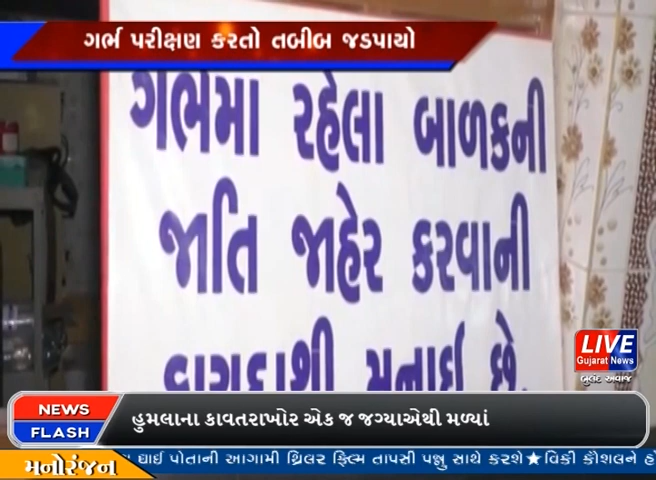 ગર્ભ પરીક્ષણ કરતો તબીબ જડપાયો
ગર્ભમાં રહેલા બાળકની
જાતિ જાહેર કરવાની
મનાઈ છે.
LIVE
Gujarat News
બુલંદ અવાજ
NEWS
FLASH
હુમલાના કાવતરાખોર એક જ જગ્યાએથી મળ્યાં
મનોરંજન
ઘાઈ પોતાની આગામી થ્રિલર ફિલ્મ તાપસી પન્નુ સાથે કરશે★વિકી કૌશલને